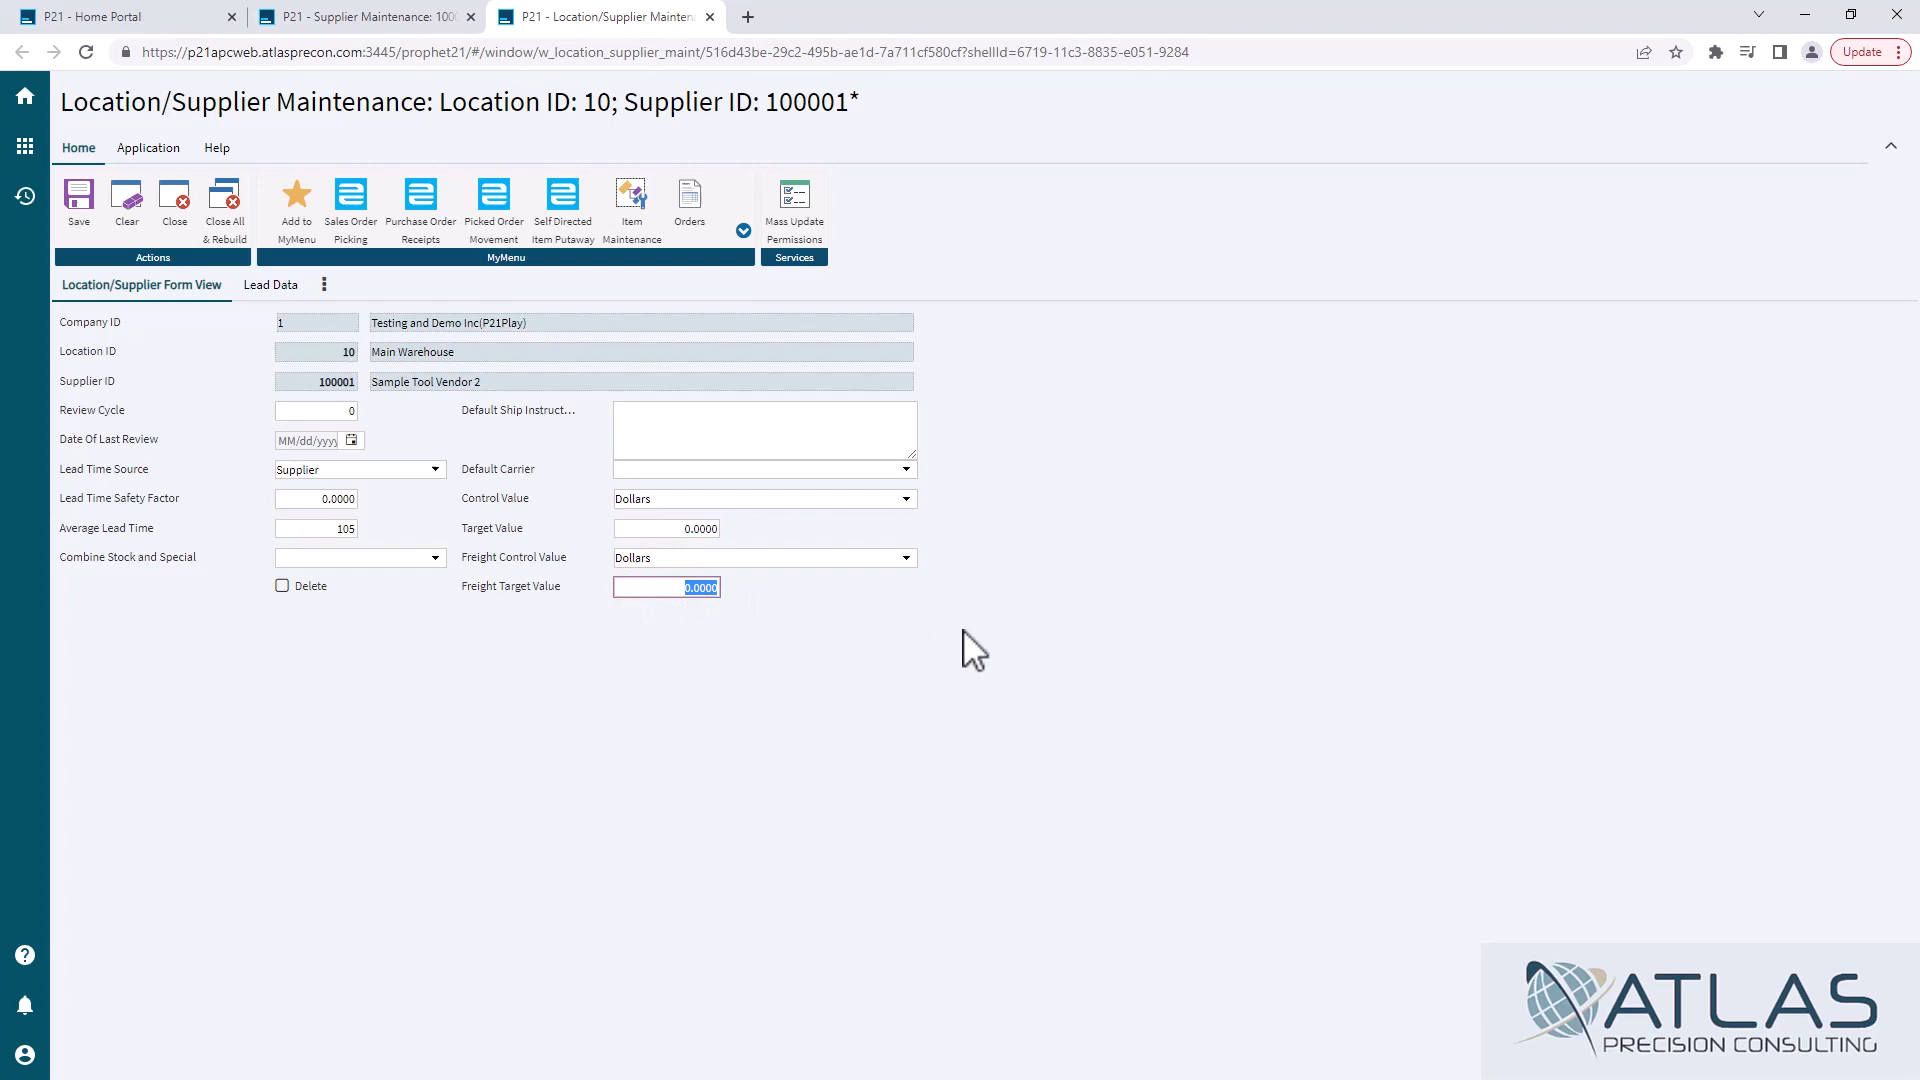 P21 - Home Portal
P21 - Supplier Maintenance: 100
P21 - Location/Supplier Mainten
https://p21apcweb.atlasprecon.com:3445/prophet21/#/window/w_location_supplier_maint/516d43be-29c2-495b-ae1d-7a711cf580cf?shellId=6719-11c3-8835-e051-9284
Update
Location/Supplier Maintenance: Location ID: 10; Supplier ID: 100001*
Home Application Help
Save
Clear
Close
Close All
& Rebuild
Add to
MyMenu
Sales Order
Picking
Purchase Order
Receipts
Picked Order
Movement
Self Directed
Item Putaway
Item
Maintenance
Orders
Mass Update
Permissions
Actions
MyMenu
Services
Location/Supplier Form View Lead Data
Company ID 1 Testing and Demo Inc(P21Play)
Location ID 10 Main Warehouse
Supplier ID 100001 Sample Tool Vendor 2
Review Cycle 0 Default Ship Instruct...
Date Of Last Review MM/dd/yyyy
Lead Time Source Supplier Default Carrier
Lead Time Safety Factor 0.0000 Control Value Dollars
Average Lead Time 105 Target Value 0.0000
Combine Stock and Special Freight Control Value Dollars
Delete Freight Target Value 0.0000
ATLAS
PRECISION CONSULTING